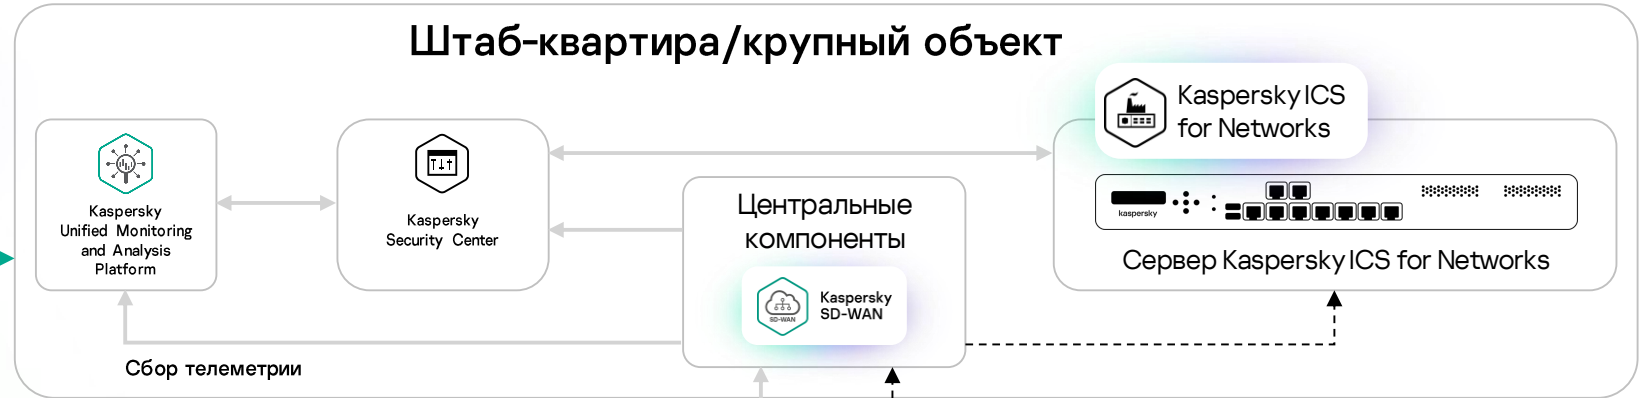 Штаб-квартира/крупный объект
Kaspersky ICS
for Networks
Kaspersky
Unified Monitoring
and Analysis
Platform
Kaspersky
Security Center
Центральные
компоненты
Kaspersky
SD-WAN
SD-WAN
kaspersky
Сервер Kaspersky ICS for Networks
Сбор телеметрии